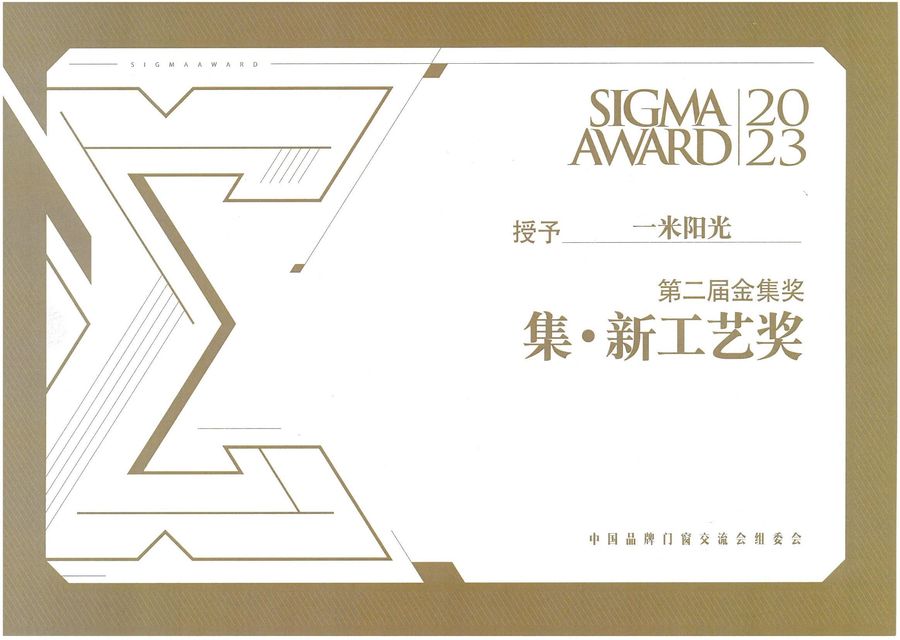 SIGMAAWARD
SIGMA 20
AWARD 23
授予 一米阳光
第二届金集奖
集·新工艺奖
中国品牌门窗交流会组委会